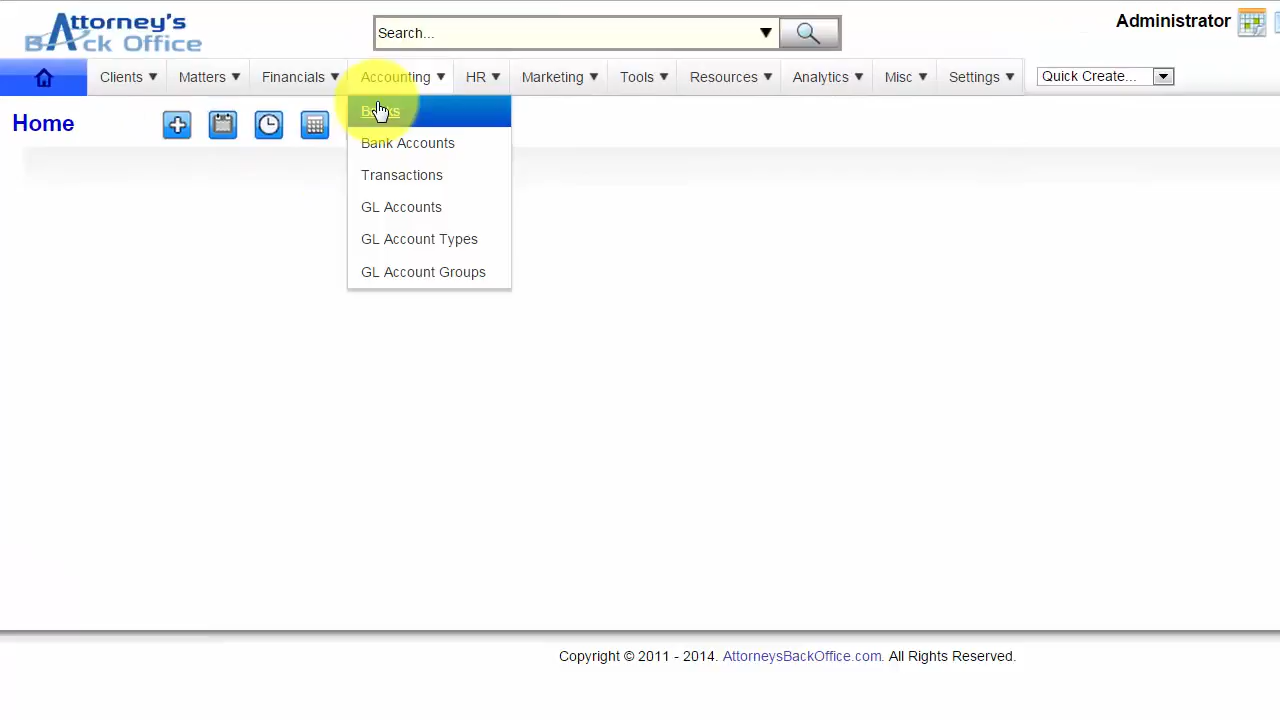 Attorney's
Back Office
Search...
Administrator
Clients
Matters
Financials
Accounting
HR
Marketing
Tools
Resources
Analytics
Misc
Settings
Quick Create...
Home
Bank Accounts
Transactions
GL Accounts
GL Account Types
GL Account Groups
Copyright © 2011 - 2014. AttorneysBackOffice.com. All Rights Reserved.